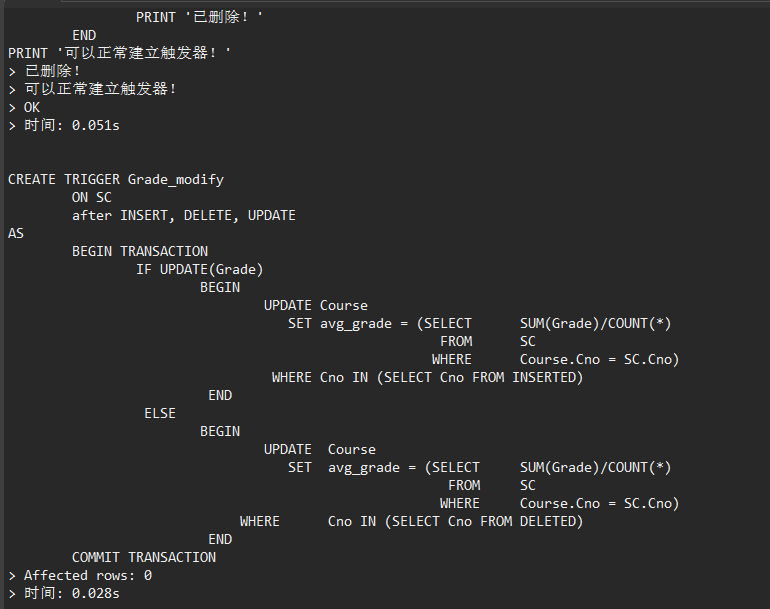 PRINT '已删除！'
END
PRINT '可以正常建立触发器！'
> 已删除！
> 可以正常建立触发器！
> OK
> 时间: 0.051s
CREATE TRIGGER Grade_modify
ON SC
after INSERT, DELETE, UPDATE
AS
BEGIN TRANSACTION
IF UPDATE(Grade)
BEGIN
UPDATE Course
SET avg_grade = (SELECT SUM(Grade)/COUNT(*)
FROM SC
WHERE Course.Cno = SC.Cno)
WHERE Cno IN (SELECT Cno FROM INSERTED)
END
ELSE
BEGIN
UPDATE Course
SET avg_grade = (SELECT SUM(Grade)/COUNT(*)
FROM SC
WHERE Course.Cno = SC.Cno)
WHERE Cno IN (SELECT Cno FROM DELETED)
END
COMMIT TRANSACTION
> Affected rows: 0
> 时间: 0.028s